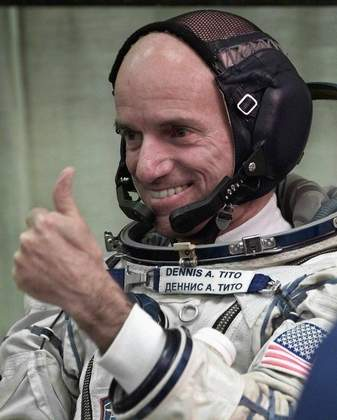 DENNIS A. TITO
ДЕННИС А. ТИТО